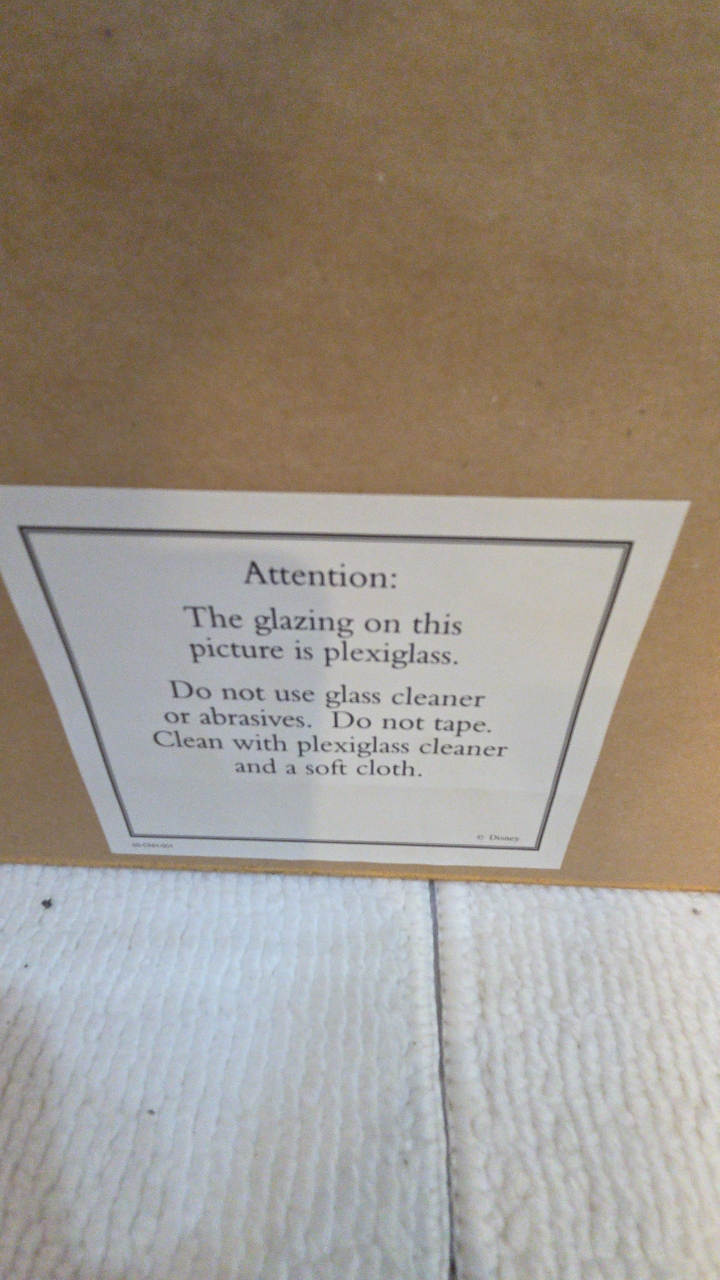 Attention:
The glazing on this
picture is plexiglass.
Do not use glass cleaner
or abrasives. Do not tape.
Clean with plexiglass cleaner
and a soft cloth.
© Disney